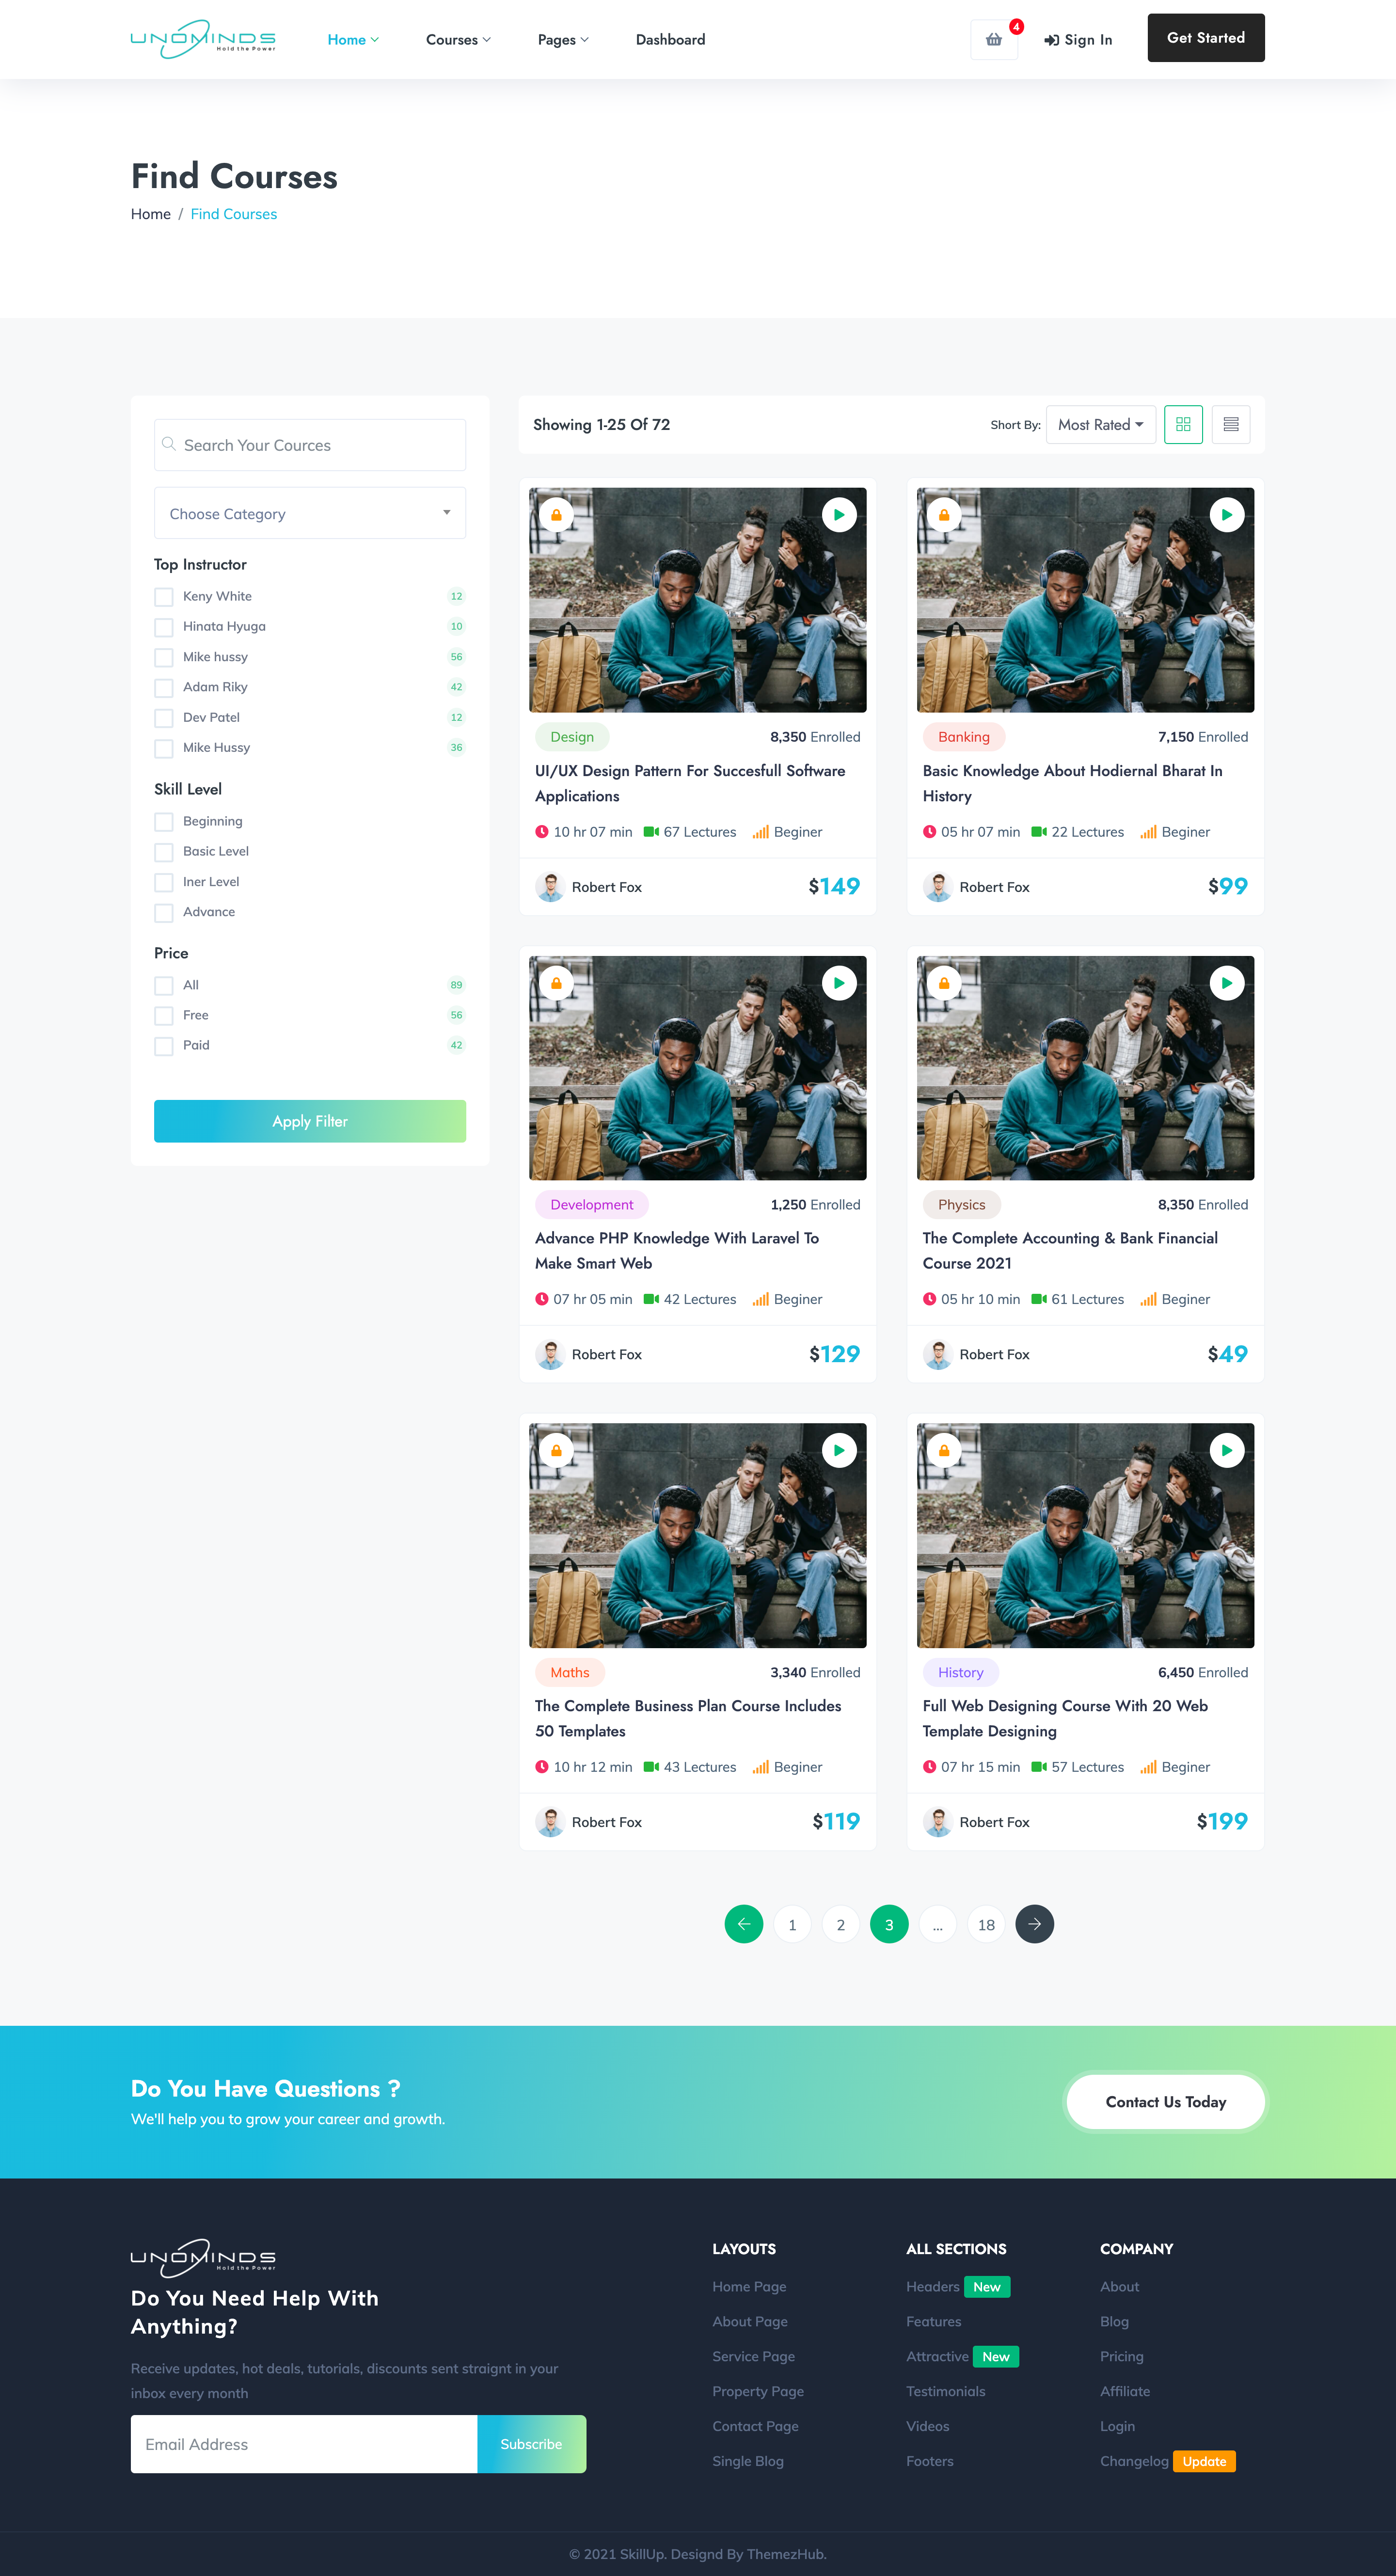 UNOMINDS
Hold the Power
Home
Courses
Pages
Dashboard
4
Sign In
Get Started
Find Courses
Home / Find Courses
Search Your Cources
Choose Category
Top Instructor
Keny White 12
Hinata Hyuga 10
Mike hussy 56
Adam Riky 42
Dev Patel 12
Mike Hussy 36
Skill Level
Beginning
Basic Level
Iner Level
Advance
Price
All 89
Free 56
Paid 42
Apply Filter
Showing 1-25 Of 72
Short By: Most Rated
Design 8,350 Enrolled
UI/UX Design Pattern For Succesfull Software
Applications
10 hr 07 min 67 Lectures Beginer
Robert Fox $149
Banking 7,150 Enrolled
Basic Knowledge About Hodiernal Bharat In
History
05 hr 07 min 22 Lectures Beginer
Robert Fox $99
Development 1,250 Enrolled
Advance PHP Knowledge With Laravel To
Make Smart Web
07 hr 05 min 42 Lectures Beginer
Robert Fox $129
Physics 8,350 Enrolled
The Complete Accounting & Bank Financial
Course 2021
05 hr 10 min 61 Lectures Beginer
Robert Fox $49
Maths 3,340 Enrolled
The Complete Business Plan Course Includes
50 Templates
10 hr 12 min 43 Lectures Beginer
Robert Fox $119
History 6,450 Enrolled
Full Web Designing Course With 20 Web
Template Designing
07 hr 15 min 57 Lectures Beginer
Robert Fox $199
1 2 3 ... 18
Do You Have Questions ?
We'll help you to grow your career and growth.
Contact Us Today
UNOMINDS
Hold the Power
Do You Need Help With
Anything?
Receive updates, hot deals, tutorials, discounts sent straignt in your
inbox every month
Email Address
Subscribe
LAYOUTS
Home Page
About Page
Service Page
Property Page
Contact Page
Single Blog
ALL SECTIONS
Headers New
Features
Attractive New
Testimonials
Videos
Footers
COMPANY
About
Blog
Pricing
Affiliate
Login
Changelog Update
© 2021 SkillUp. Designd By ThemezHub.